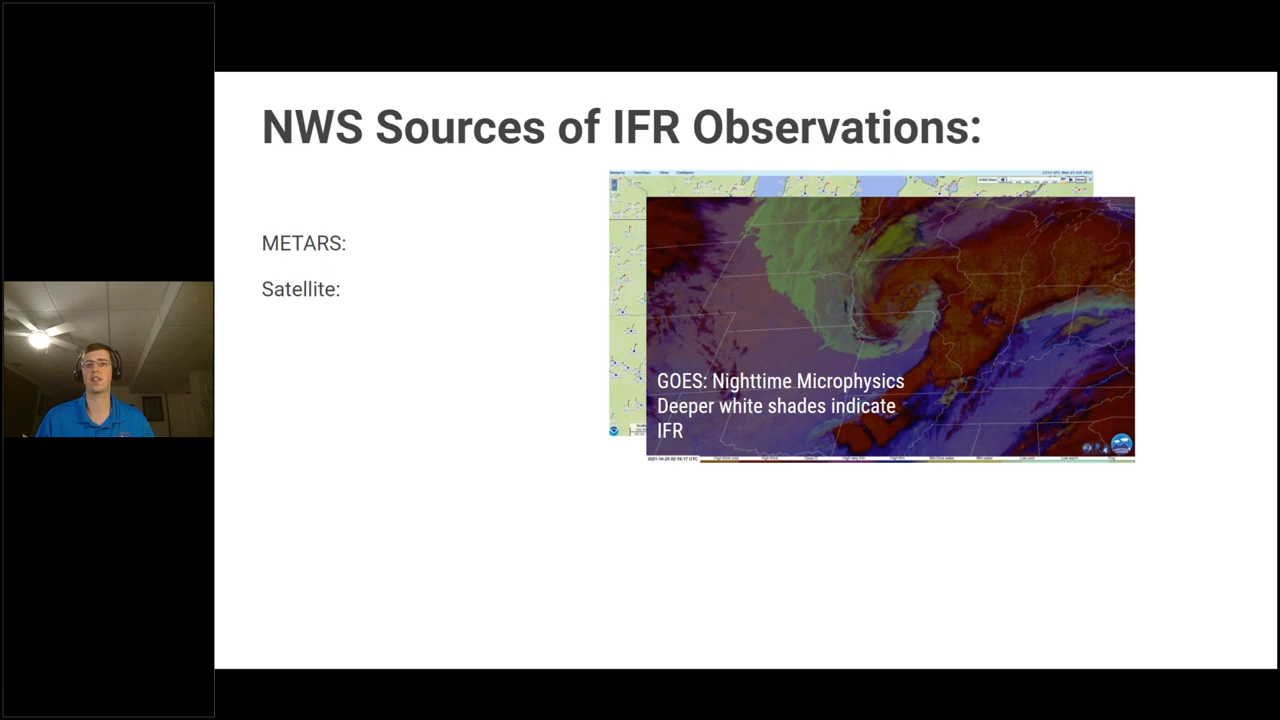 NWS Sources of IFR Observations:
METARS:
Satellite:
GOES: Nighttime Microphysics
Deeper white shades indicate
IFR